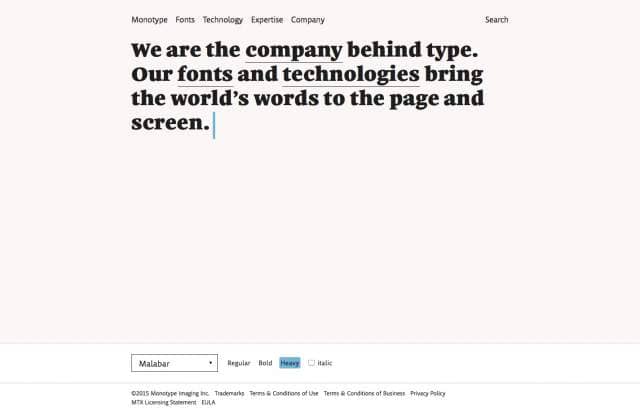 Monotype Fonts Technology Expertise Company Search
We are the company behind type.
Our fonts and technologies bring
the world’s words to the page and
screen.
Malabar Regular Bold Heavy Italic
©2015 Monotype Imaging Inc. Trademarks Terms & Conditions of Use Terms & Conditions of Business Privacy Policy
MTX Licensing Statement EULA